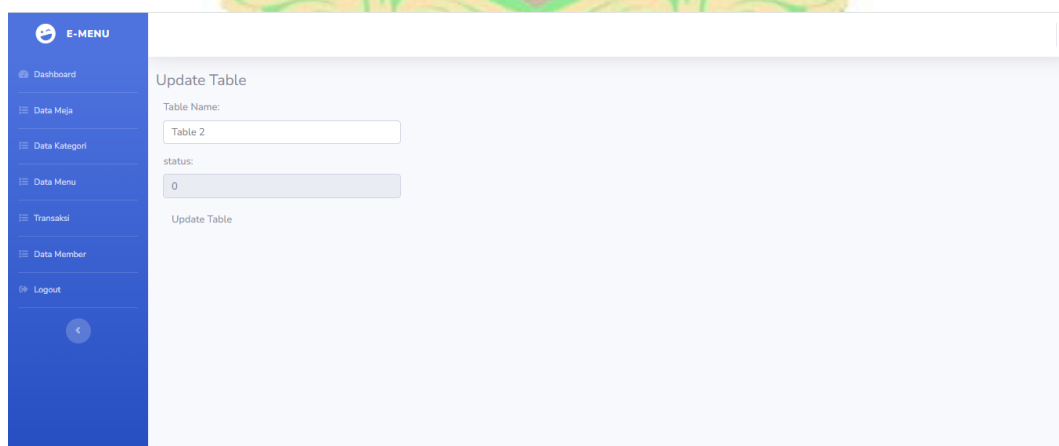 E-MENU
Dashboard
Data Meja
Data Kategori
Data Menu
Transaksi
Data Member
Logout
Update Table
Table Name:
Table 2
status:
0
Update Table